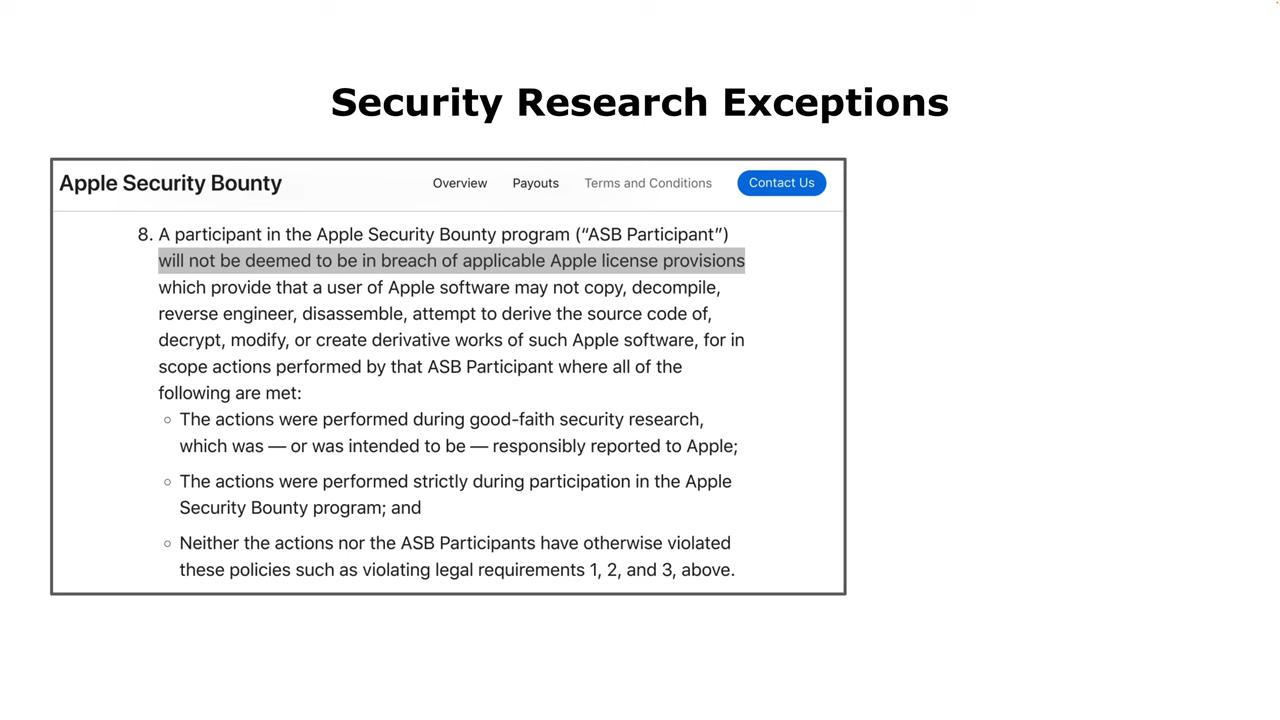 Security Research Exceptions
Apple Security Bounty
Overview
Payouts
Terms and Conditions
Contact Us
8. A participant in the Apple Security Bounty program (“ASB Participant”)
will not be deemed to be in breach of applicable Apple license provisions
which provide that a user of Apple software may not copy, decompile,
reverse engineer, disassemble, attempt to derive the source code of,
decrypt, modify, or create derivative works of such Apple software, for in
scope actions performed by that ASB Participant where all of the
following are met:
◦ The actions were performed during good-faith security research,
which was — or was intended to be — responsibly reported to Apple;
◦ The actions were performed strictly during participation in the Apple
Security Bounty program; and
◦ Neither the actions nor the ASB Participants have otherwise violated
these policies such as violating legal requirements 1, 2, and 3, above.